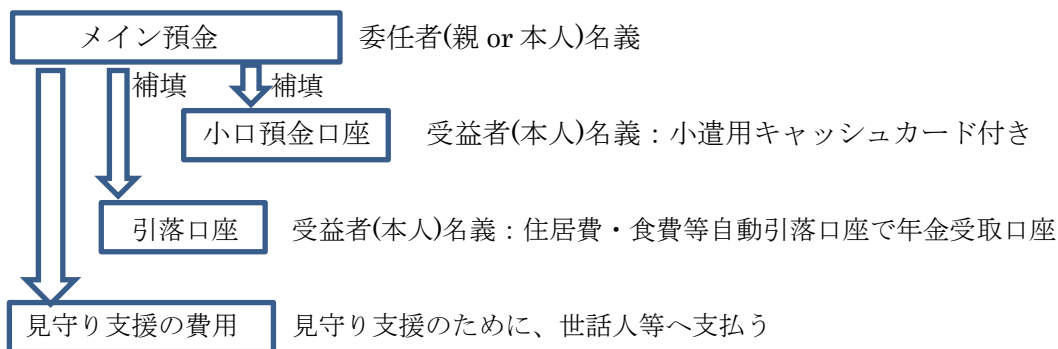 メイン預金 委任者(親 or 本人)名義
補填 補填
小口預金口座 受益者(本人)名義：小遣用キャッシュカード付き
引落口座 受益者(本人)名義：住居費・食費等自動引落口座で年金受取口座
見守り支援の費用 見守り支援のために、世話人等へ支払う